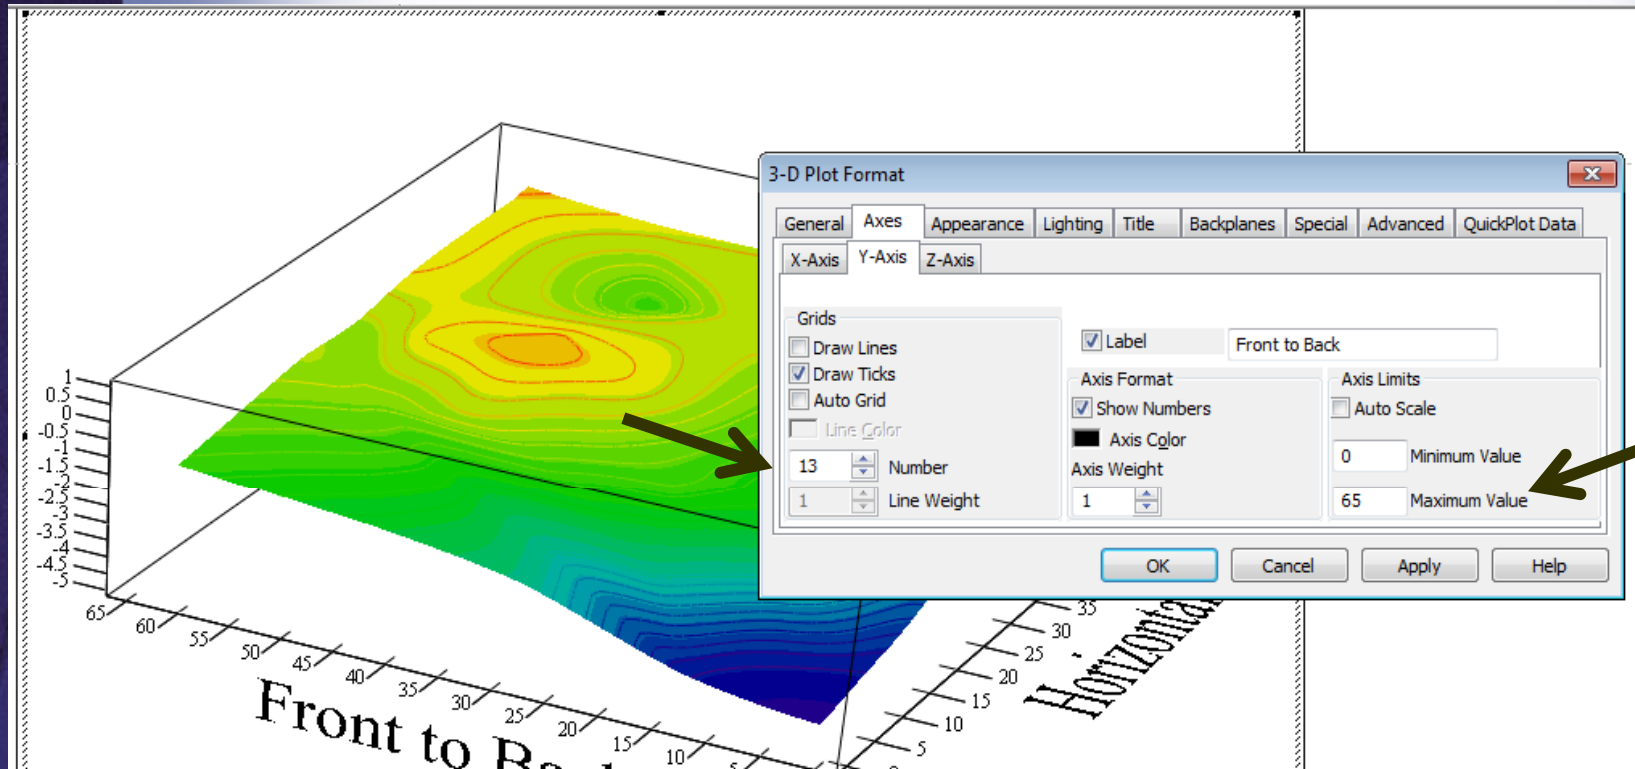 3-D Plot Format
General Axes Appearance Lighting Title Backplanes Special Advanced QuickPlot Data
X-Axis Y-Axis Z-Axis
Grids
Draw Lines
Draw Ticks
Auto Grid
Line Color
13 Number
1 Line Weight
Label Front to Back
Axis Format
Show Numbers
Axis Color
Axis Weight
1
Axis Limits
Auto Scale
0 Minimum Value
65 Maximum Value
OK Cancel Apply Help
1
0.5
0
-0.5
-1
-1.5
-2
-2.5
-3
-3.5
-4
-4.5
-5
65
60
55
50
45
40
35
30
25
20
15
10
Front to
35
30
25
20
15
10
5